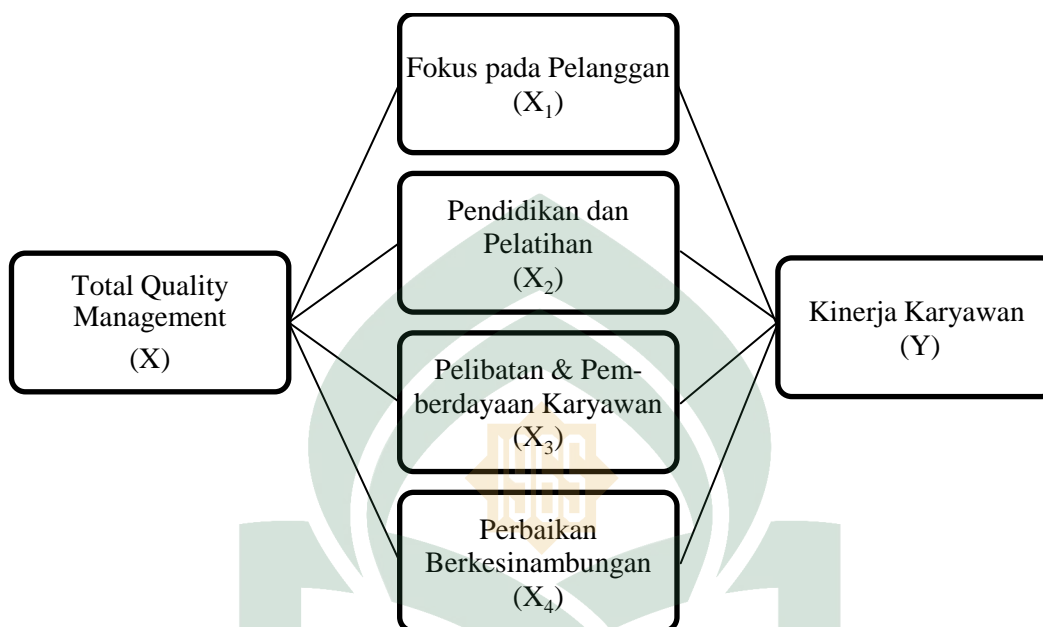 Fokus pada Pelanggan
(X₁)
Pendidikan dan
Pelatihan
(X₂)
Total Quality
Management
(X)
Kinerja Karyawan
(Y)
Pelibatan & Pem-
berdayaan Karyawan
(X₃)
Perbaikan
Berkesinambungan
(X₄)